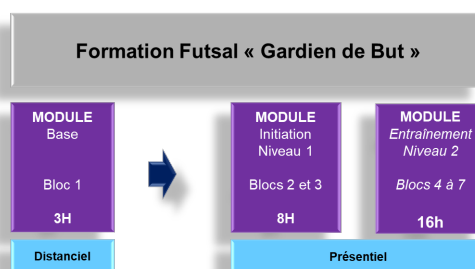 Formation Futsal « Gardien de But »
MODULE
Base
Bloc 1
3H
MODULE
Initiation
Niveau 1
Blocs 2 et 3
8H
MODULE
Entraînement
Niveau 2
Blocs 4 à 7
16h
Distanciel
Présentiel